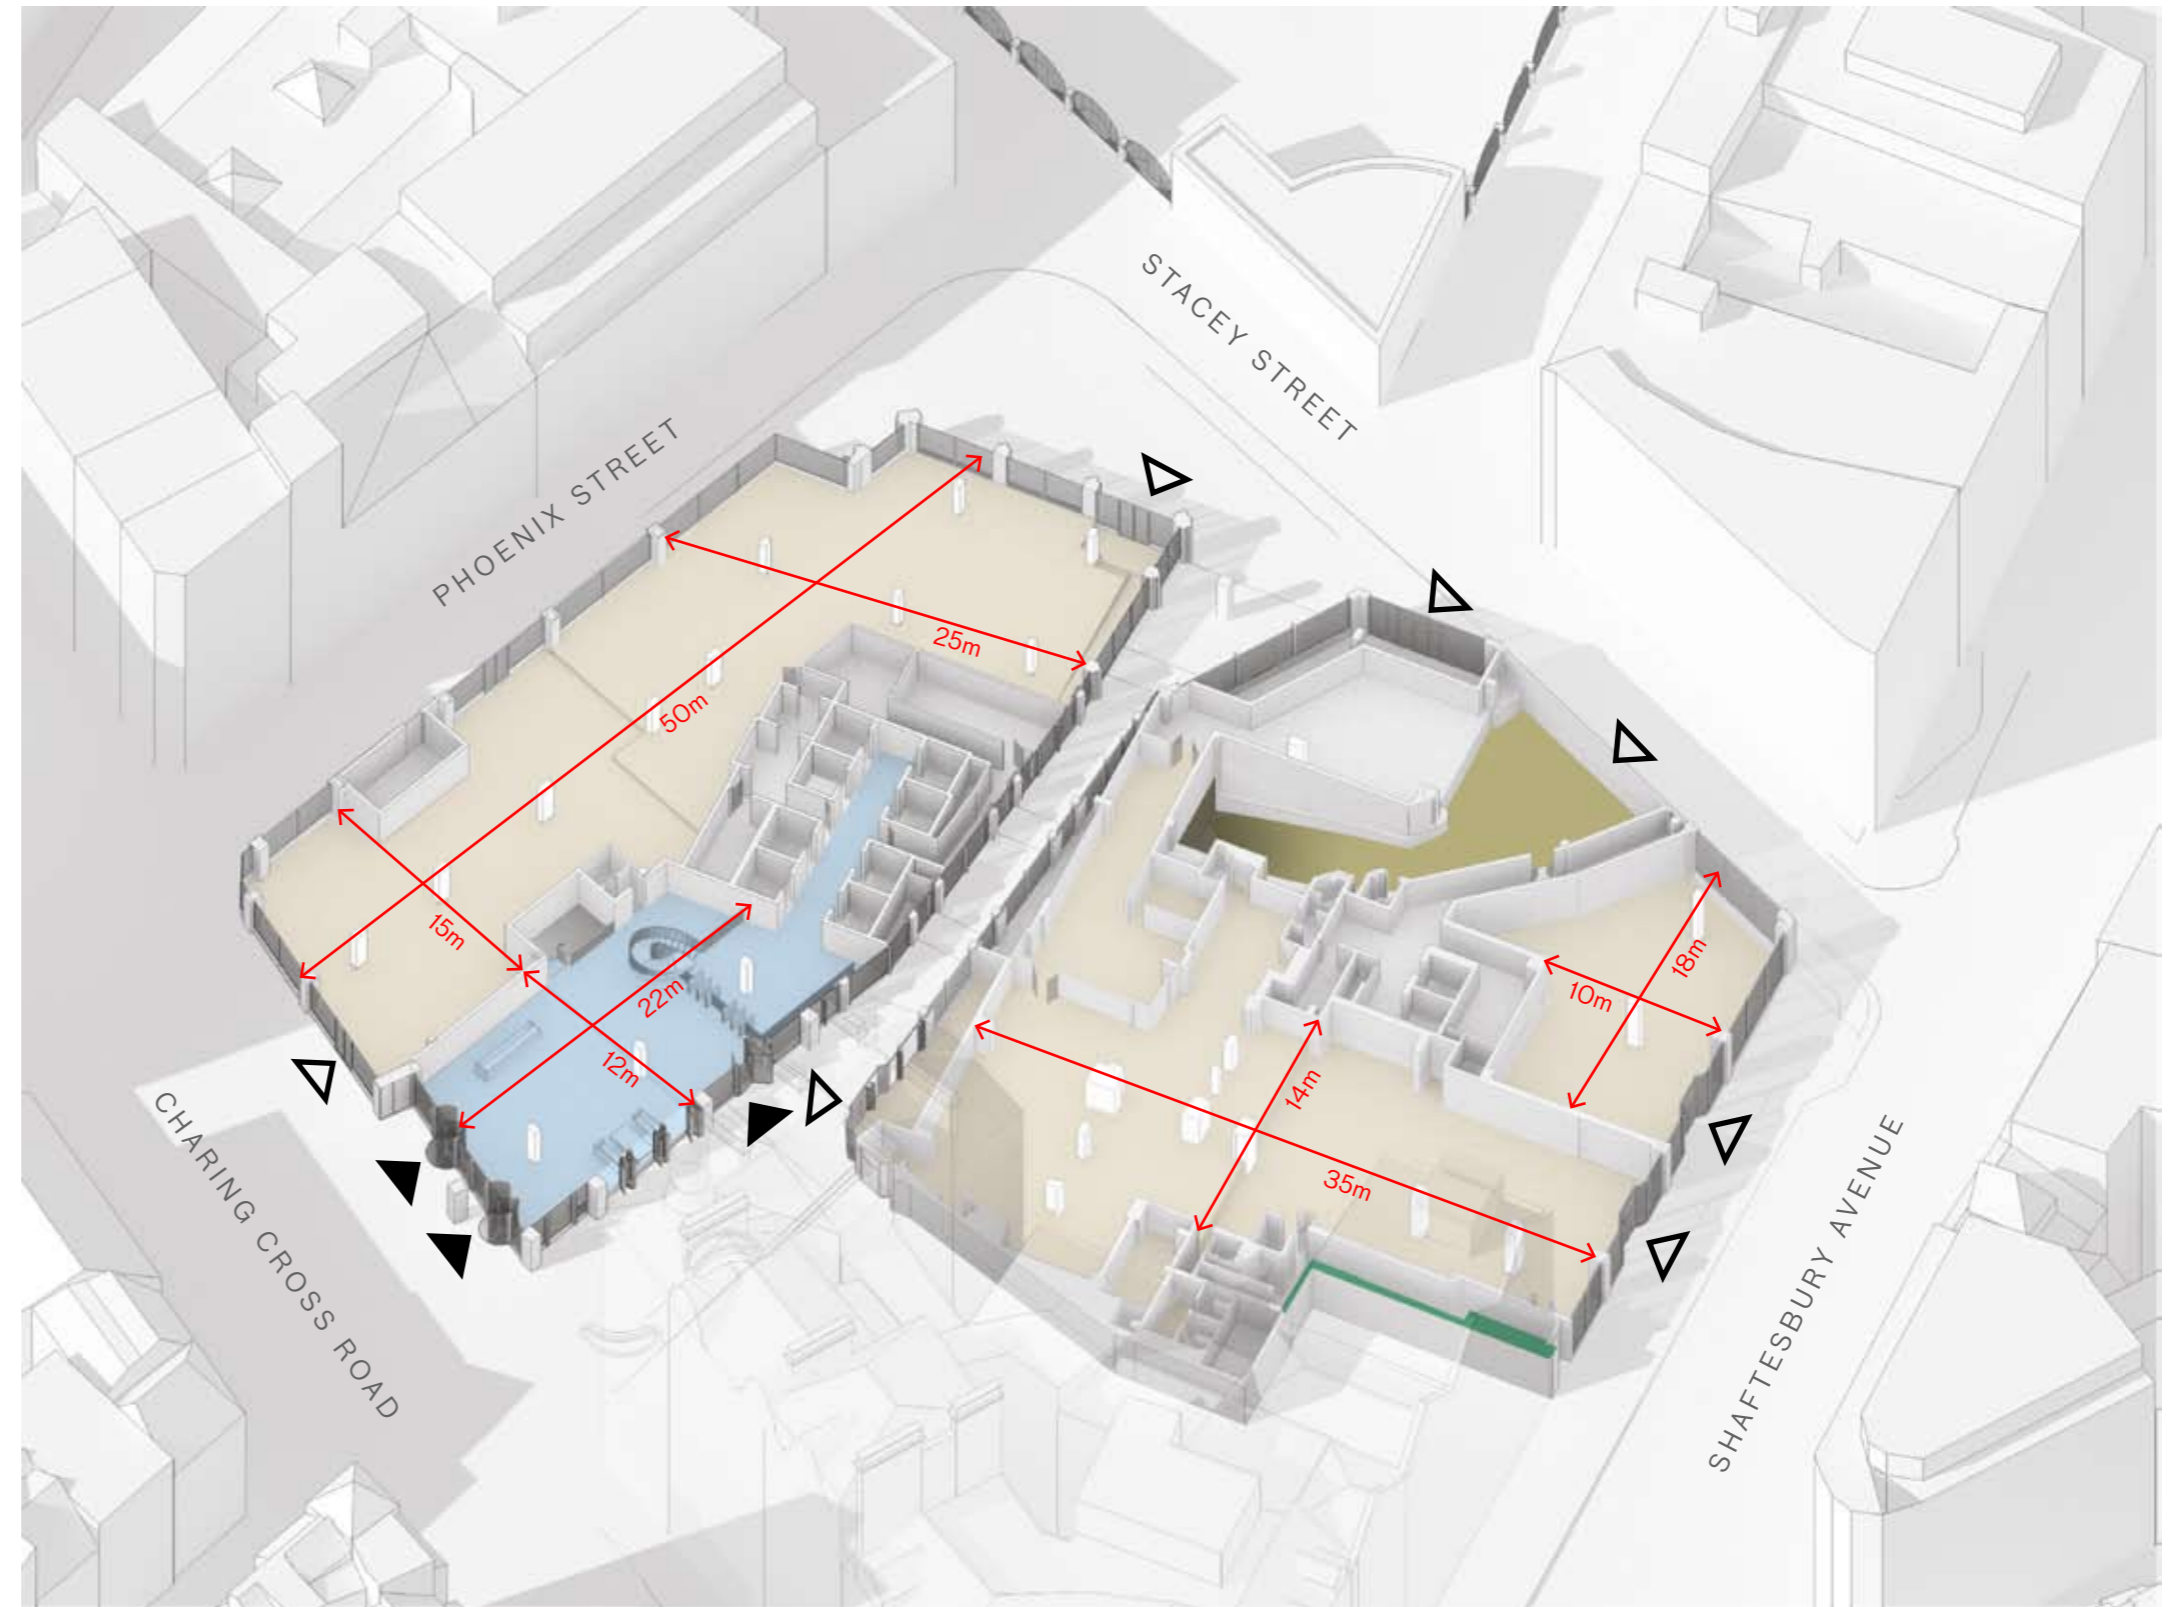 STACEY STREET
PHOENIX STREET
25m
50m
15m
22m
12m
18m
10m
14m
35m
CHARING CROSS ROAD
SHAFTESBURY AVENUE